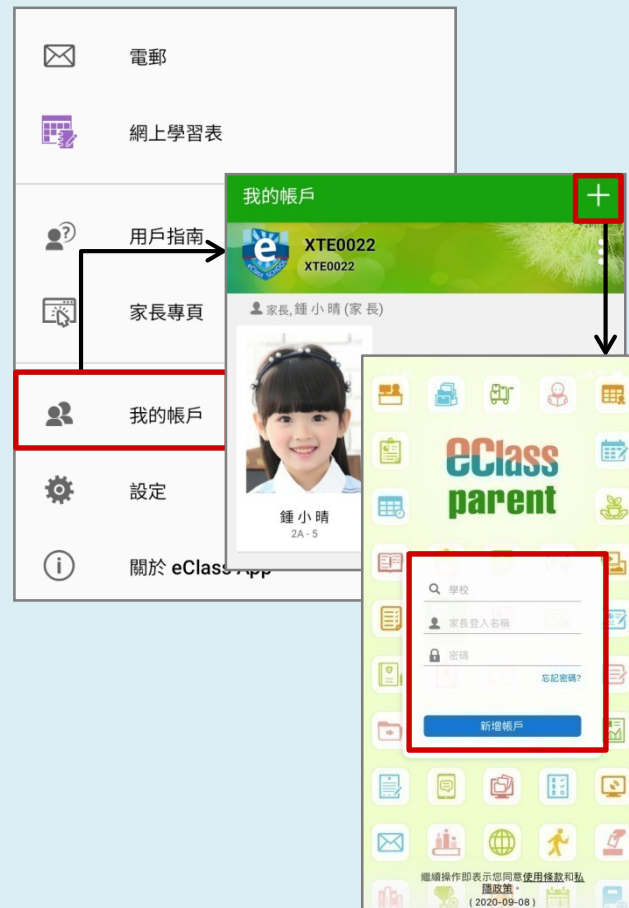 電郵
網上學習表
用戶指南
家長專頁
我的帳戶
設定
關於 eClass App
我的帳戶
XTE0022
XTE0022
家長, 鍾小晴 (家長)
鍾小晴
2A - 5
eClass
parent
學校
家長登入名稱
密碼
忘記密碼?
新增帳戶
繼續操作即表示您同意使用條款和私
隱政策。
( 2020-09-08 )